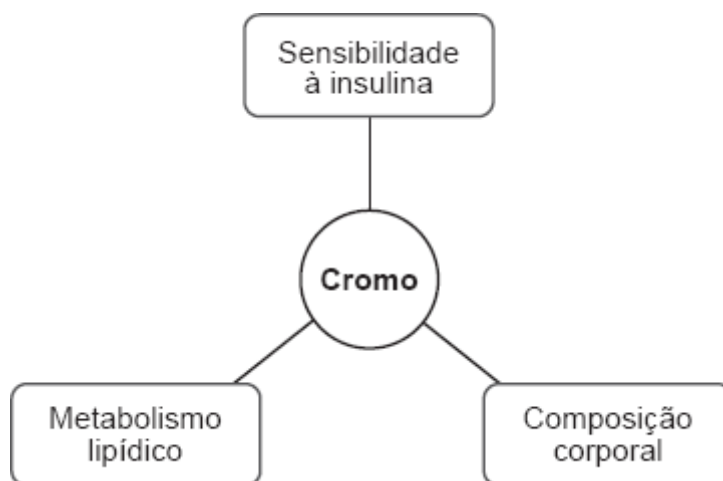 Sensibilidade
à insulina
Cromo
Metabolismo
lipídico
Composição
corporal